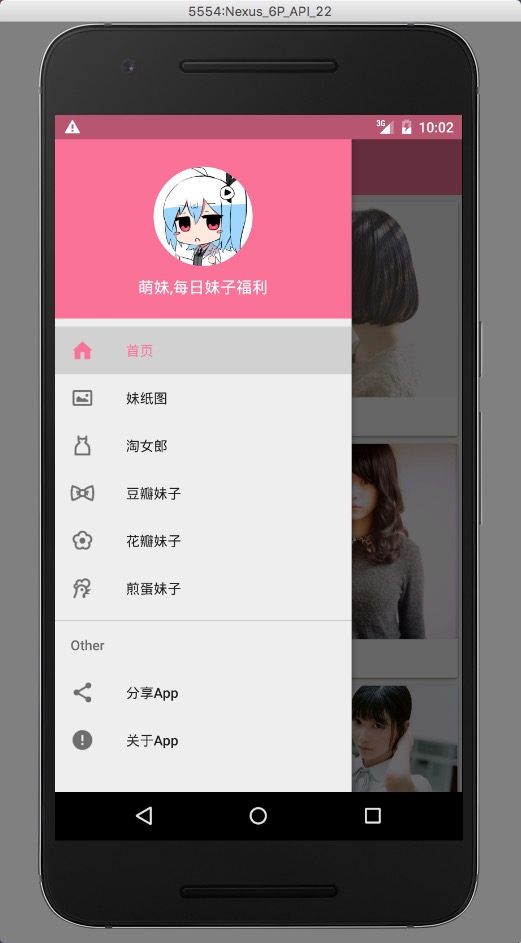 5554:Nexus_6P_API_22
3G 10:02
萌妹,每日妹子福利
首页
妹纸图
淘女郎
豆瓣妹子
花瓣妹子
煎蛋妹子
Other
分享App
关于App